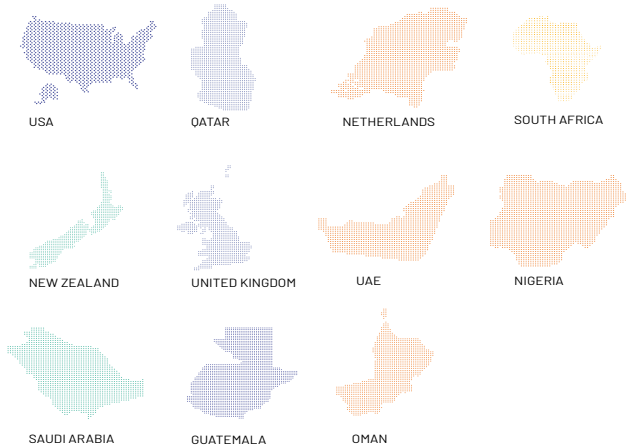 USA
QATAR
NETHERLANDS
SOUTH AFRICA
NEW ZEALAND
UNITED KINGDOM
UAE
NIGERIA
SAUDI ARABIA
GUATEMALA
OMAN